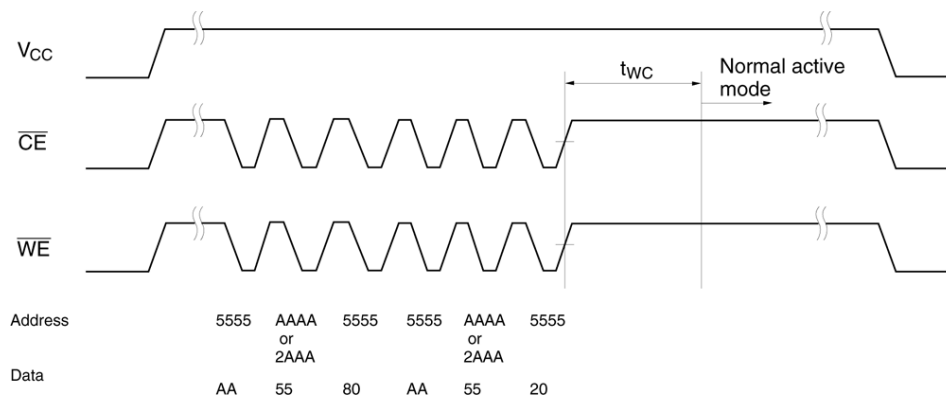 VCC
tWC
Normal active
mode
CE
WE
Address 5555 AAAA 5555 5555 AAAA 5555
or or
2AAA 2AAA
Data
AA 55 80 AA 55 20